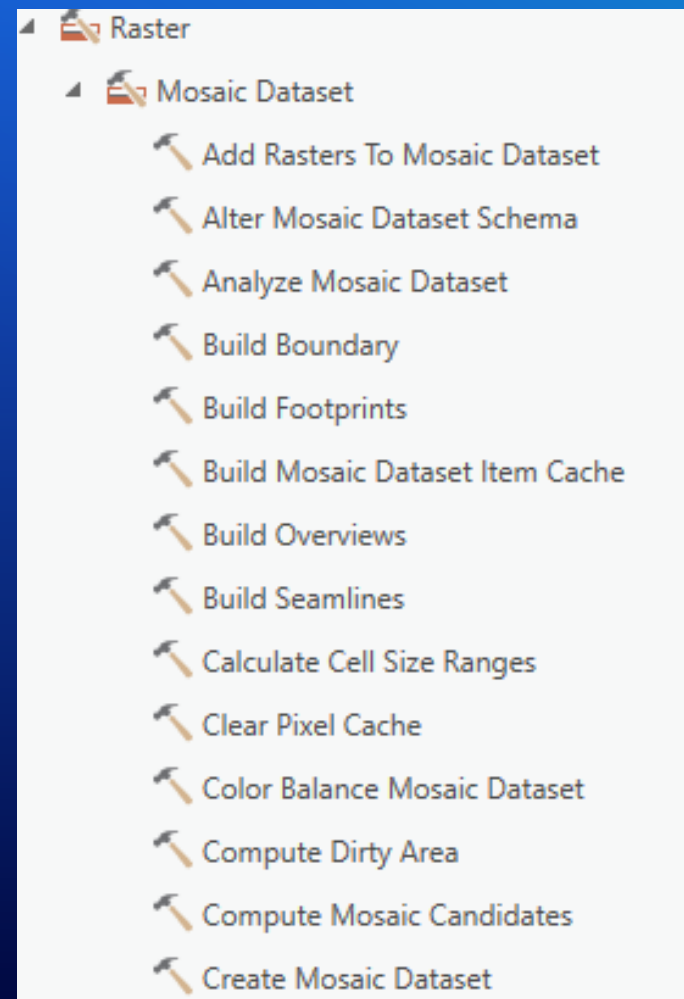 Raster
Mosaic Dataset
Add Rasters To Mosaic Dataset
Alter Mosaic Dataset Schema
Analyze Mosaic Dataset
Build Boundary
Build Footprints
Build Mosaic Dataset Item Cache
Build Overviews
Build Seamlines
Calculate Cell Size Ranges
Clear Pixel Cache
Color Balance Mosaic Dataset
Compute Dirty Area
Compute Mosaic Candidates
Create Mosaic Dataset